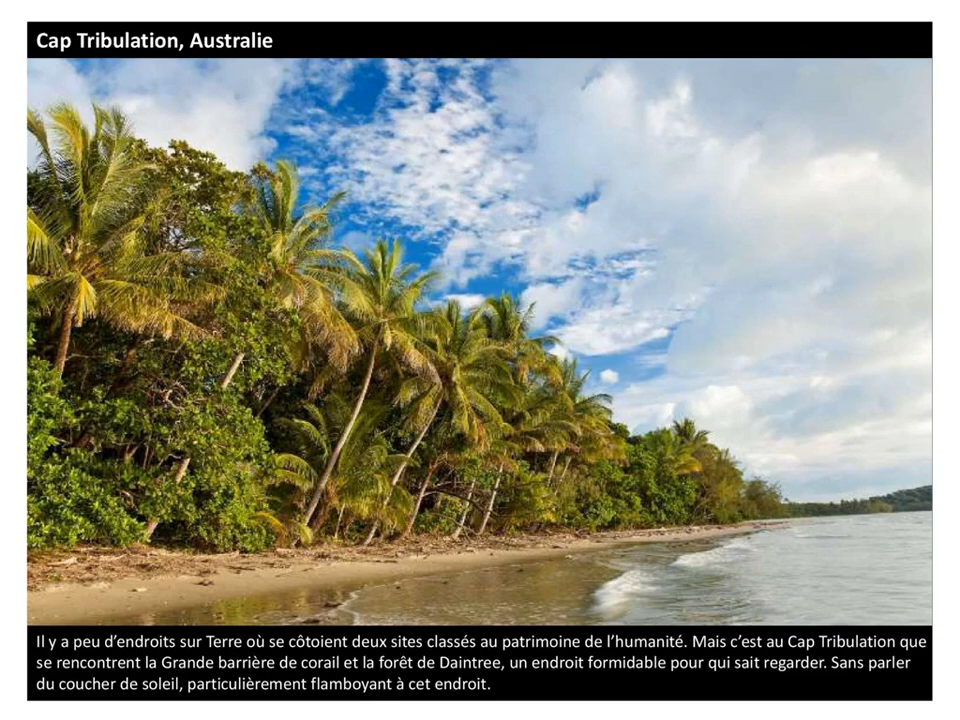 Cap Tribulation, Australie
Il y a peu d’endroits sur Terre où se côtoient deux sites classés au patrimoine de l’humanité. Mais c’est au Cap Tribulation que
se rencontrent la Grande barrière de corail et la forêt de Daintree, un endroit formidable pour qui sait regarder. Sans parler
du coucher de soleil, particulièrement flamboyant à cet endroit.